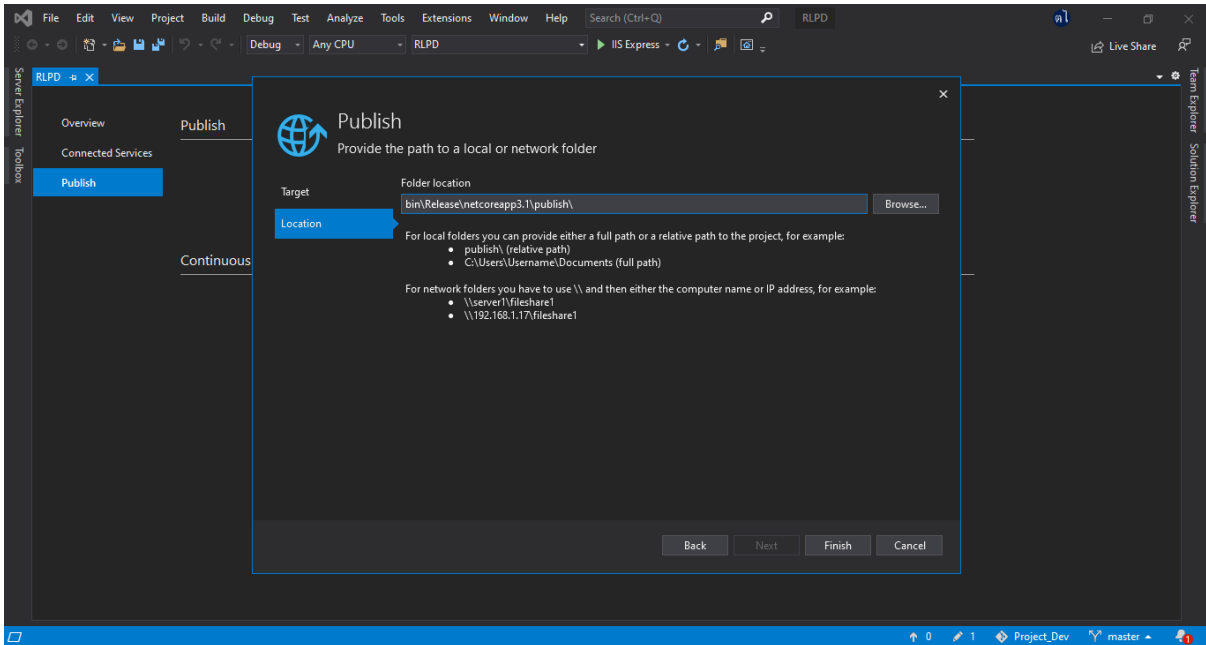 File Edit View Project Build Debug Test Analyze Tools Extensions Window Help Search (Ctrl+Q) RLPD
Debug Any CPU RLPD IIS Express Live Share
Server Explorer
Toolbox
RLPD
Overview
Connected Services
Publish
Publish
Continuous
Publish
Provide the path to a local or network folder
Target
Location
Folder location
bin\Release\netcoreapp3.1\publish\
Browse...
For local folders you can provide either a full path or a relative path to the project, for example:
• publish\ (relative path)
• C:\Users\Username\Documents (full path)
For network folders you have to use \\ and then either the computer name or IP address, for example:
• \\server1\fileshare1
• \\192.168.1.17\fileshare1
Back Next Finish Cancel
Team Explorer
Solution Explorer
0 1 Project_Dev master 1